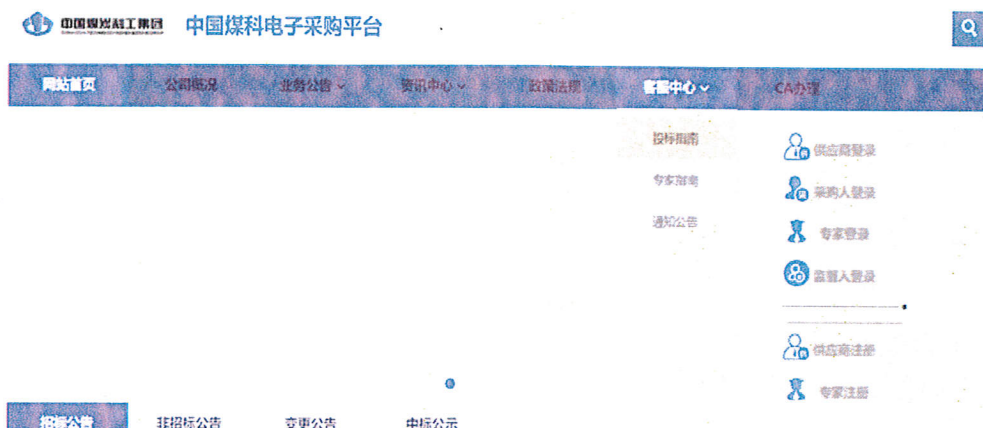 中国煤炭科工集团 中国煤科电子采购平台
网站首页 公司概况 业务公告 资讯中心 政策法规 客服中心 CA办理
投标指南
专家指南
通知公告
供应商登录
采购人登录
专家登录
监督人登录
供应商注册
专家注册
招标公告 非招标公告 变更公告 中标公示